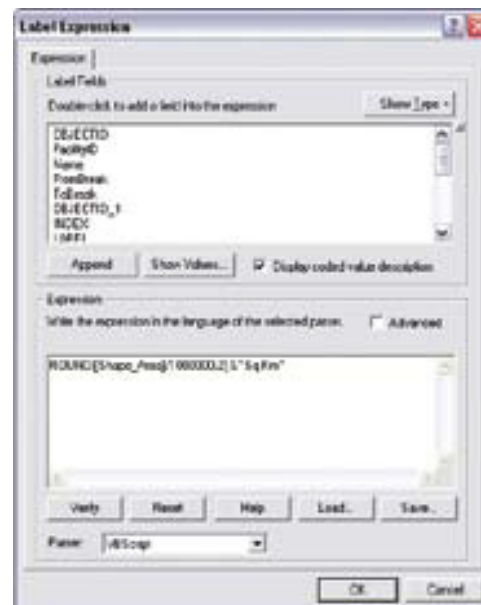 Label Expression
Expression
Label Fields
Double-click to add a field into the expression
Show Type
OBJECTID
FacilityID
Name
FromBreak
ToBreak
OBJECTID_1
INDEX
LABEL
Append
Show Values...
Display coded value description
Expression
Write the expression in the language of the selected parser.
Advanced
ROUND([Shape_Area]/1000000,2) & " Sq Km"
Verify
Reset
Help
Load...
Save...
Parser: VBScript
OK
Cancel